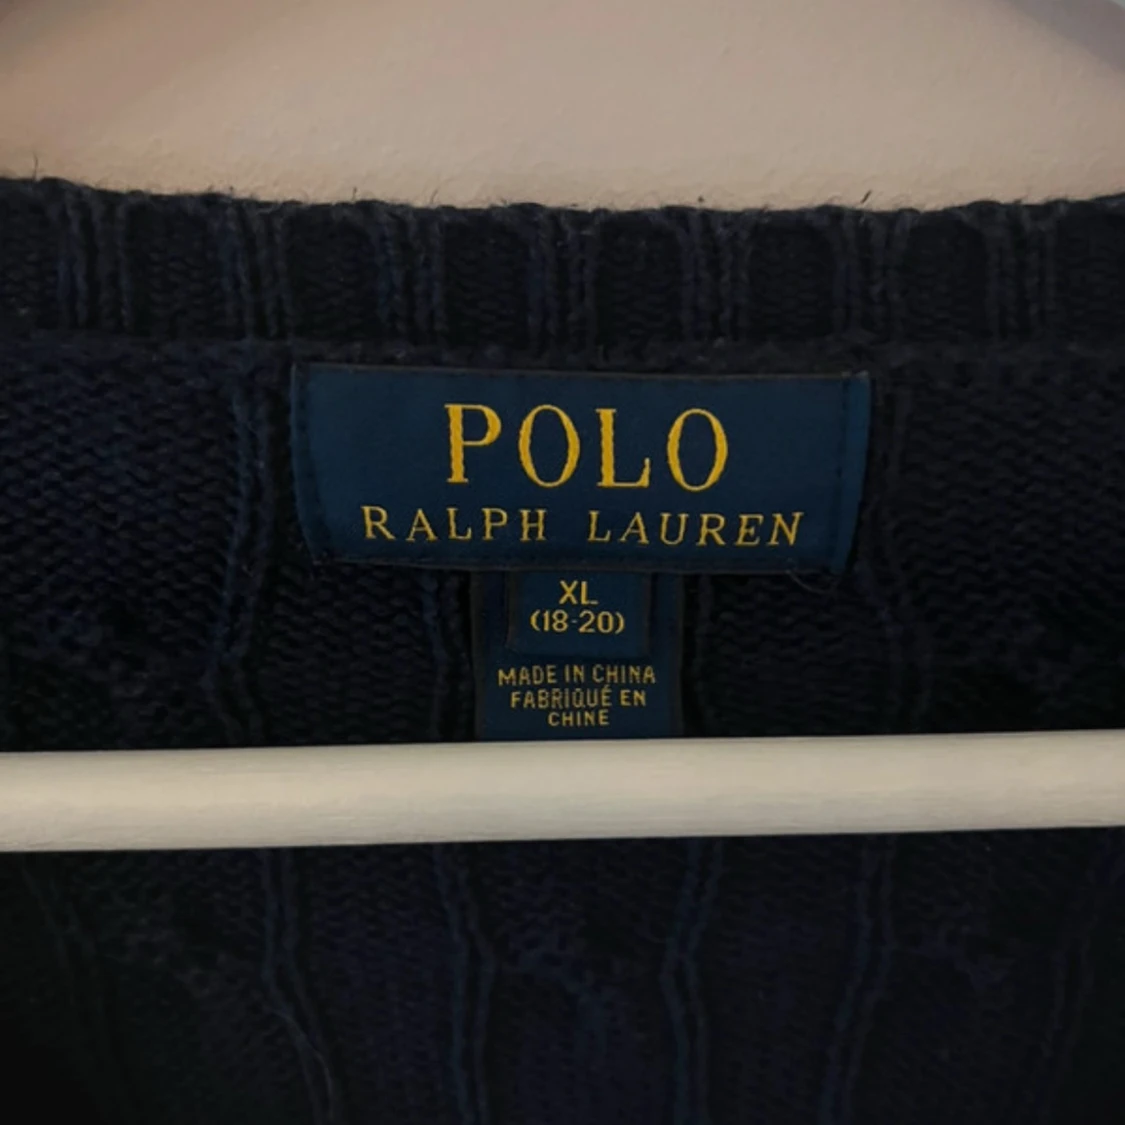 POLO
RALPH LAUREN
XL
(18-20)
MADE IN CHINA
FABRIQUÉ EN
CHINE